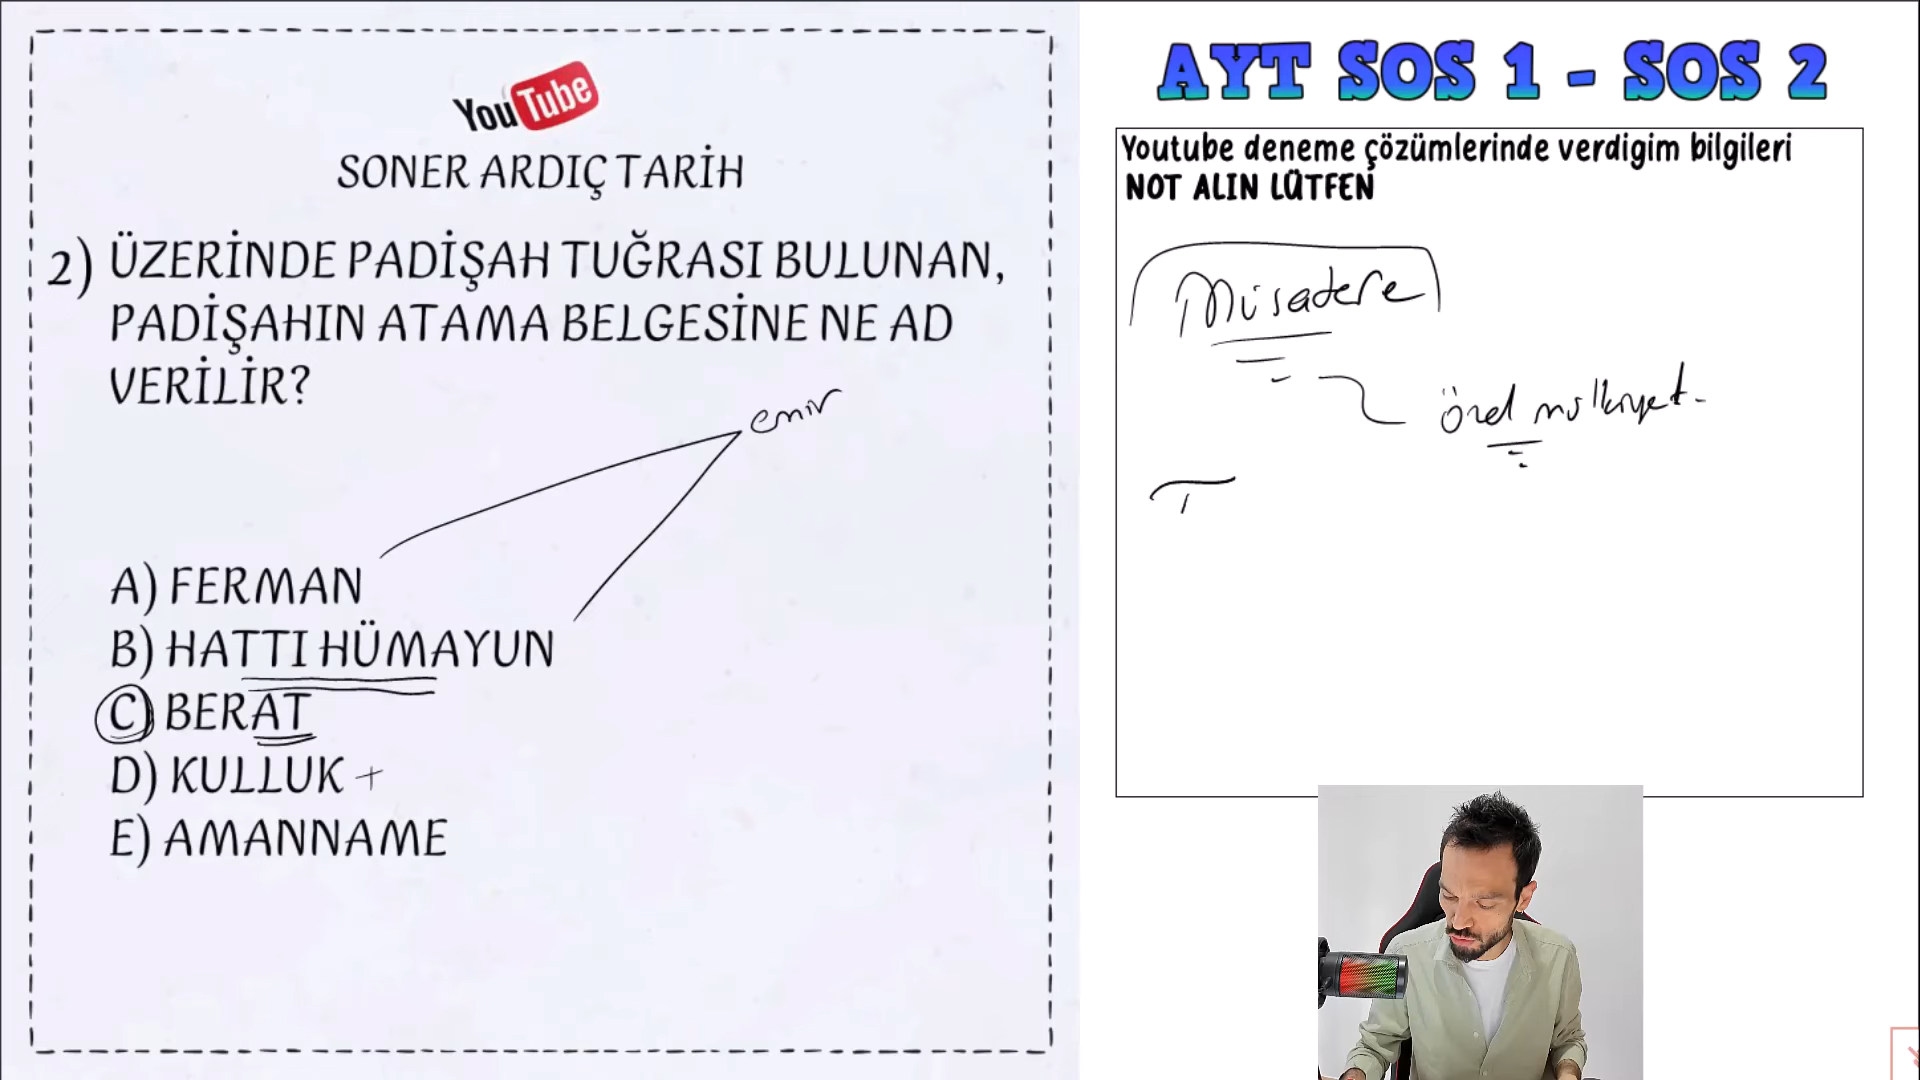 YouTube
SONER ARDIÇ TARİH
2) ÜZERİNDE PADİŞAH TUĞRASI BULUNAN,
PADİŞAHIN ATAMA BELGESİNE NE AD
VERİLİR?
emir
A) FERMAN
B) HATTI HÜMAYUN
C) BERAT
D) KULLUK +
E) AMANNAME
AYT SOS 1 - SOS 2
Youtube deneme çözümlerinde verdigim bilgileri
NOT ALIN LÜTFEN
Müsadere
özel mülkiyet
T